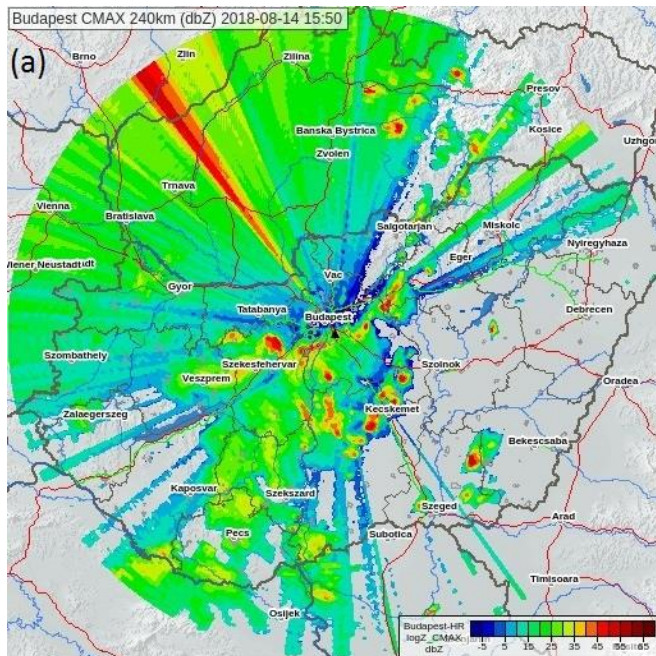 Budapest CMAX 240km (dbZ) 2018-08-14 15:50
(a)
Brno
Zlin
Zilina
Presov
Banska Bystrica
Kosice
Zvolen
Uzhgor
Trnava
Vienna
Bratislava
Salgotarjan
Miskolc
Nyiregyhaza
Eger
Wiener Neustadt
Vac
Gyor
Tatabanya
Budapest
Debrecen
Szombathely
Szekesfehervar
Szolnok
Veszprem
Oradea
Zalaegerszeg
Kecskemet
Bekescsaba
Kaposvar
Szekszard
Szeged
Arad
Pecs
Subotica
Timisoara
Osijek
Budapest-HR
logZ_CMAX
dbZ
-5 5 15 25 35 45 55 65